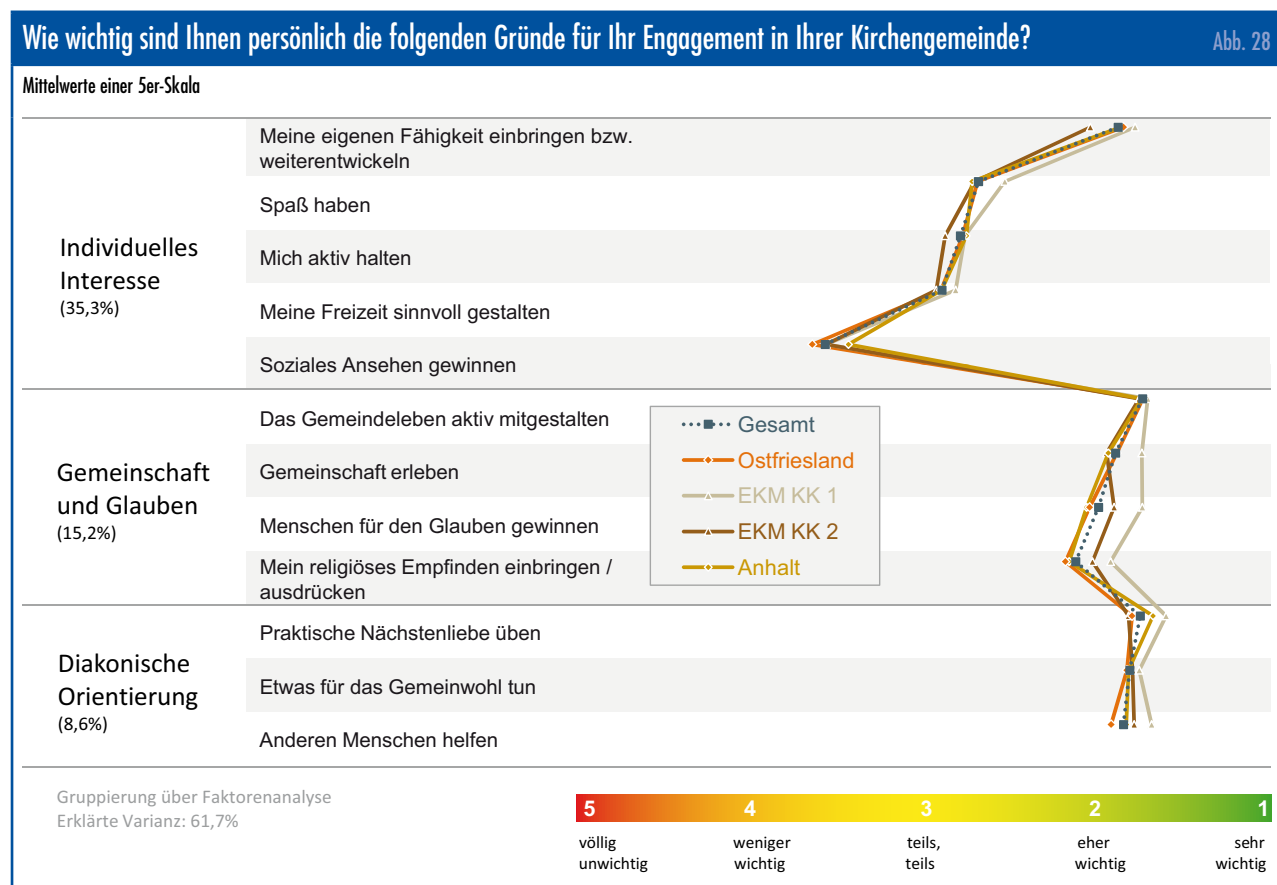 Wie wichtig sind Ihnen persönlich die folgenden Gründe für Ihr Engagement in Ihrer Kirchengemeinde?
Abb. 28
Mittelwerte einer 5er-Skala
Individuelles
Interesse
(35,3%)
Meine eigenen Fähigkeit einbringen bzw.
weiterentwickeln
Spaß haben
Mich aktiv halten
Meine Freizeit sinnvoll gestalten
Soziales Ansehen gewinnen
Gemeinschaft
und Glauben
(15,2%)
Das Gemeindeleben aktiv mitgestalten
Gemeinschaft erleben
Menschen für den Glauben gewinnen
Mein religiöses Empfinden einbringen /
ausdrücken
Diakonische
Orientierung
(8,6%)
Praktische Nächstenliebe üben
Etwas für das Gemeinwohl tun
Anderen Menschen helfen
Gesamt
Ostfriesland
EKM KK 1
EKM KK 2
Anhalt
Gruppierung über Faktorenanalyse
Erklärte Varianz: 61,7%
5 4 3 2 1
völlig weniger teils, eher sehr
unwichtig wichtig teils wichtig wichtig